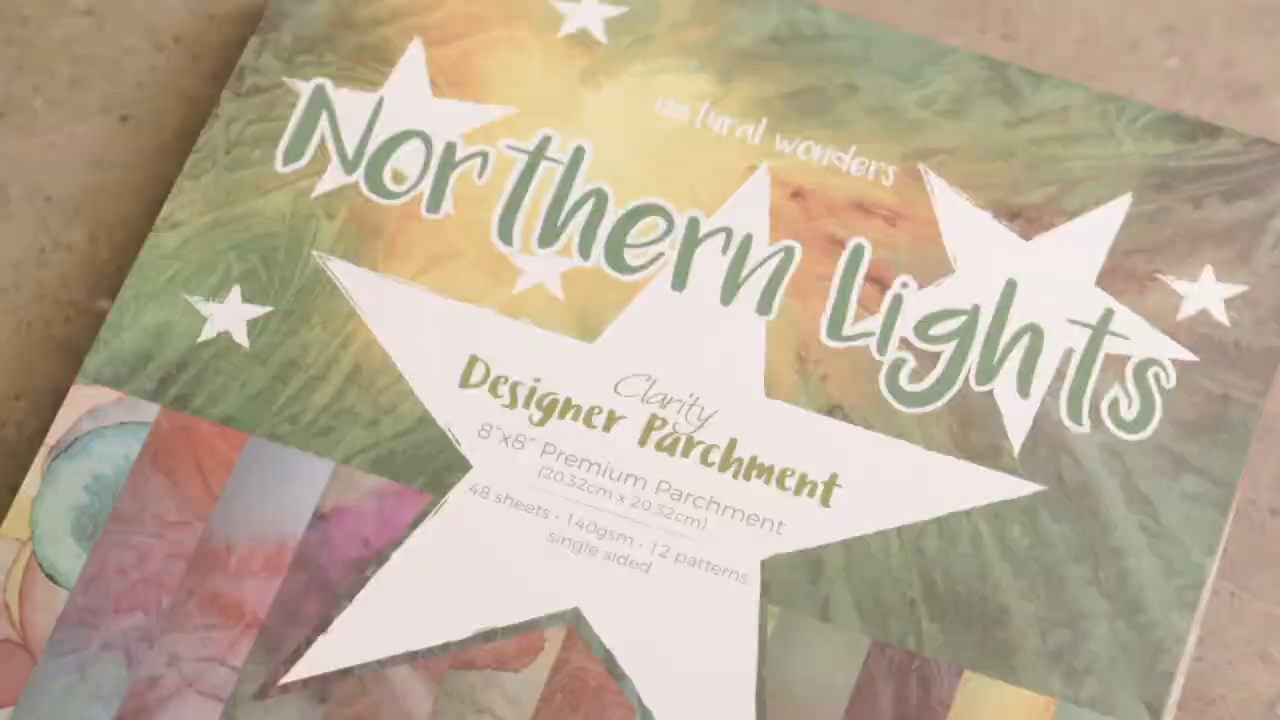 natural wonders
Northern Lights
Clarity
Designer Parchment
8"x8" Premium Parchment
(20.32cm x 20.32cm)
48 sheets · 140gsm · 12 patterns
single sided